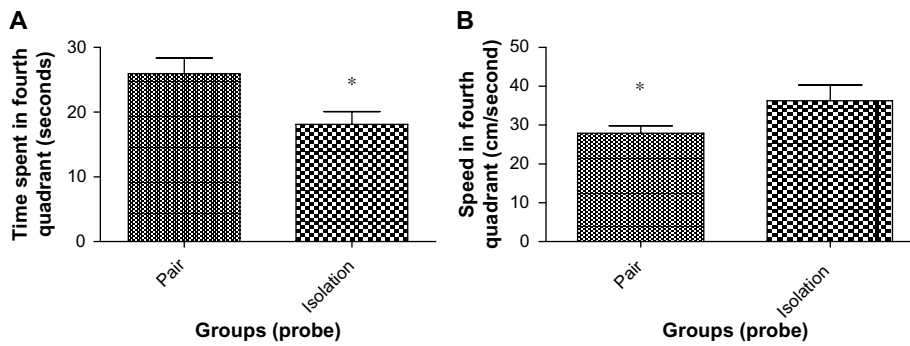 A
Time spent in fourth
quadrant (seconds)
30
20
10
0
*
Pair
Isolation
Groups (probe)
B
Speed in fourth
quadrant (cm/second)
50
40
30
20
10
0
*
Pair
Isolation
Groups (probe)